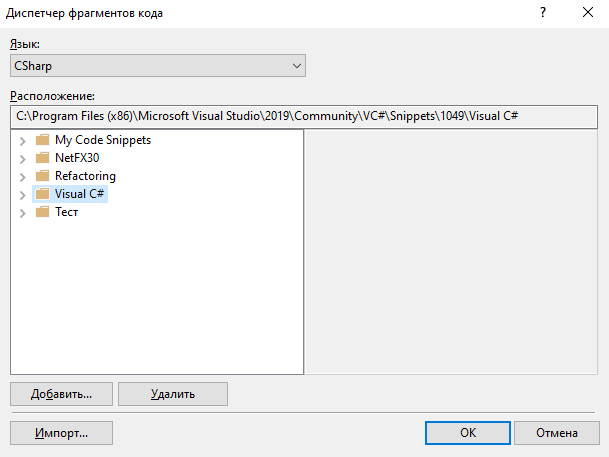 Диспетчер фрагментов кода
?
Язык:
CSharp
Расположение:
C:\Program Files (x86)\Microsoft Visual Studio\2019\Community\VC#\Snippets\1049\Visual C#
My Code Snippets
NetFX30
Refactoring
Visual C#
Тест
Добавить... Удалить
Импорт... ОК Отмена